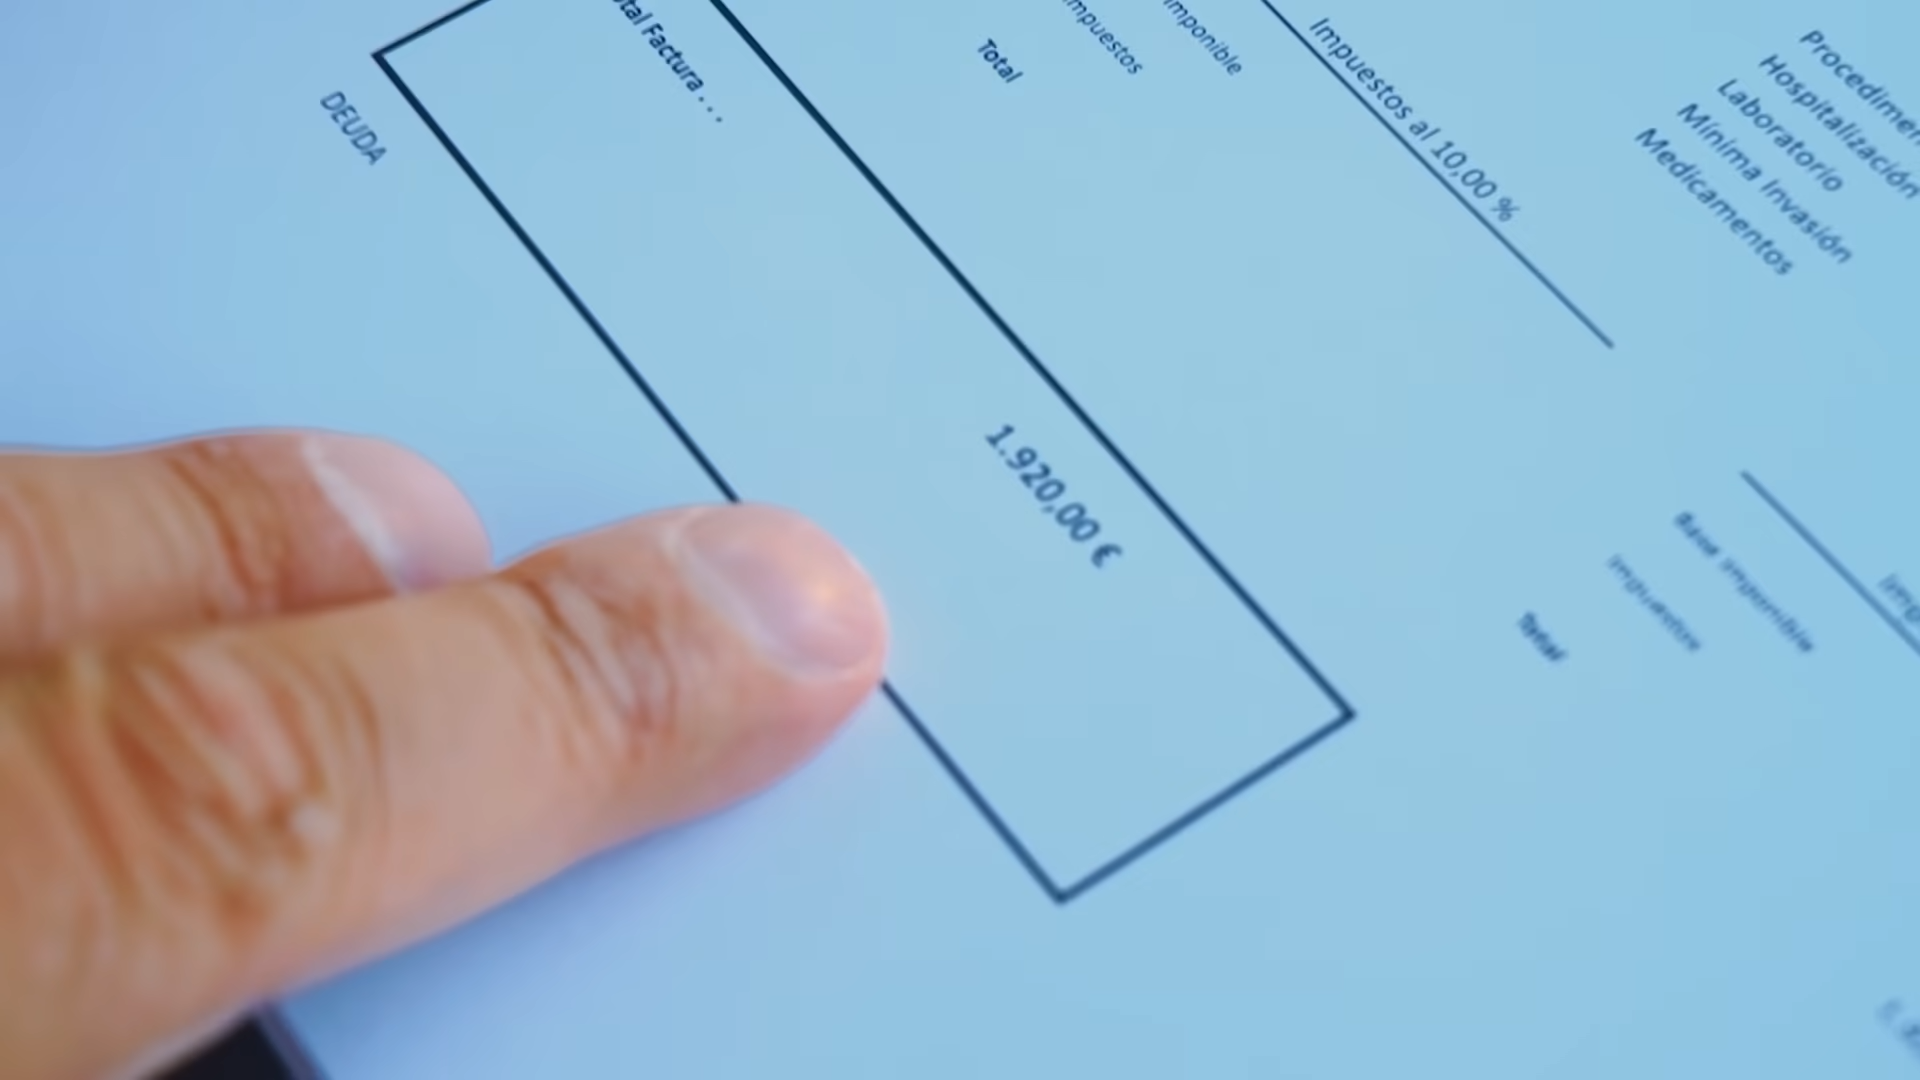 Procedimen
Hospitalización
Laboratorio
Mínima Invasión
Medicamentos
Impuestos al 10,00 %
imponible
Impuestos
Total
Base imponible
Impuestos
Total
tal Factura . . .
1.920,00 €
DEUDA